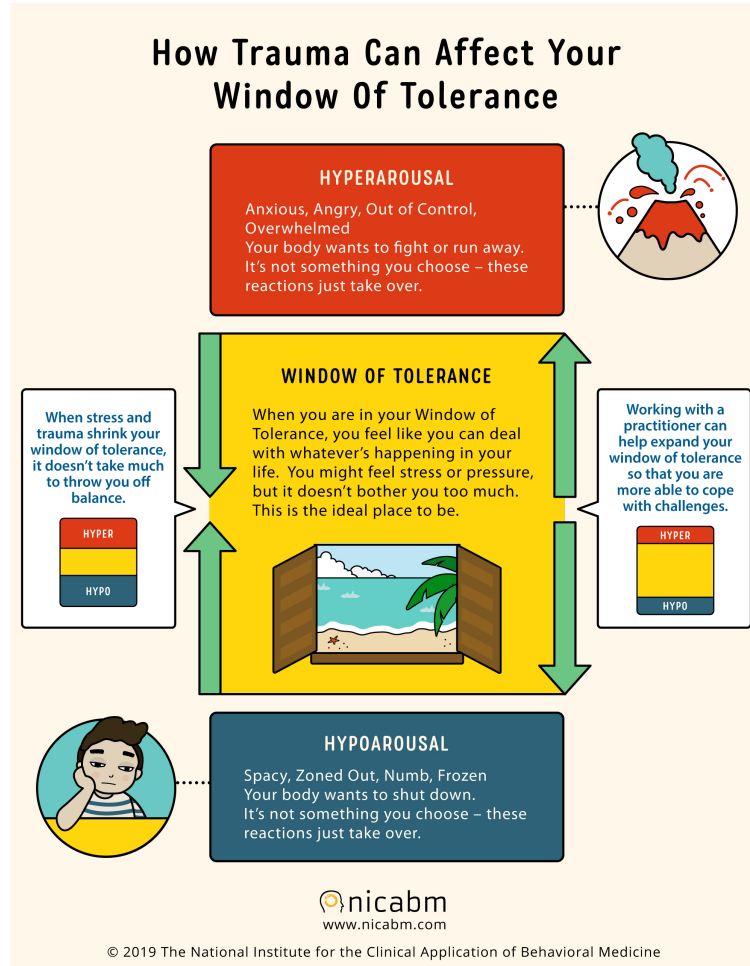 How Trauma Can Affect Your
Window Of Tolerance
HYPERAROUSAL
Anxious, Angry, Out of Control,
Overwhelmed
Your body wants to fight or run away.
It’s not something you choose – these
reactions just take over.
When stress and
trauma shrink your
window of tolerance,
it doesn’t take much
to throw you off
balance.
HYPER
HYPO
WINDOW OF TOLERANCE
When you are in your Window of
Tolerance, you feel like you can deal
with whatever’s happening in your
life.  You might feel stress or pressure,
but it doesn’t bother you too much.
This is the ideal place to be.
Working with a
practitioner can
help expand your
window of tolerance
so that you are
more able to cope
with challenges.
HYPER
HYPO
HYPOAROUSAL
Spacy, Zoned Out, Numb, Frozen
Your body wants to shut down.
It’s not something you choose – these
reactions just take over.
nicabm
www.nicabm.com
© 2019 The National Institute for the Clinical Application of Behavioral Medicine